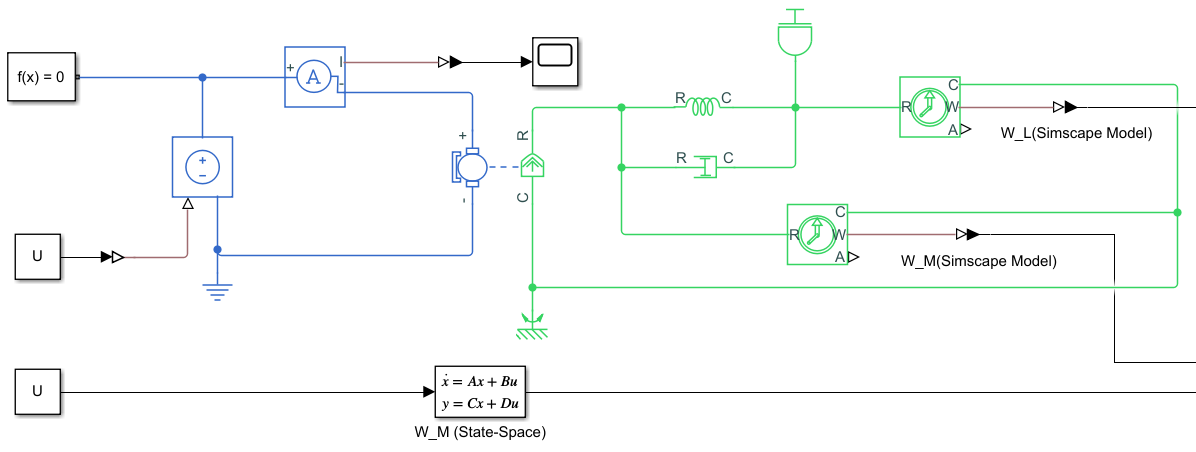 f(x) = 0
+
A
I
-
+
-
+
−
U
R
C
R
C
R
C
R
C
W
A
W_L(Simscape Model)
R
C
W
A
W_M(Simscape Model)
U
ẋ = Ax + Bu
y = Cx + Du
W_M (State-Space)